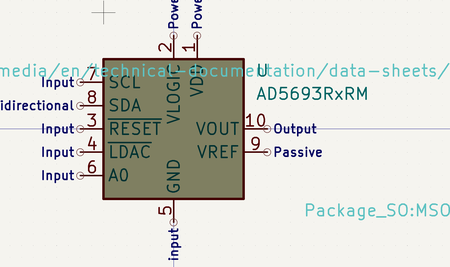 Power
Power
2
1
media/en/technical-documentation/data-sheets/
U
AD5693RxRM
Input 7 SCL
VLOGIC
VDD
idirectional 8 SDA
Input 3 RESET
VOUT 10 Output
Input 4 LDAC
VREF 9 Passive
Input 6 A0
GND
5
Input
Package_SO:MSO